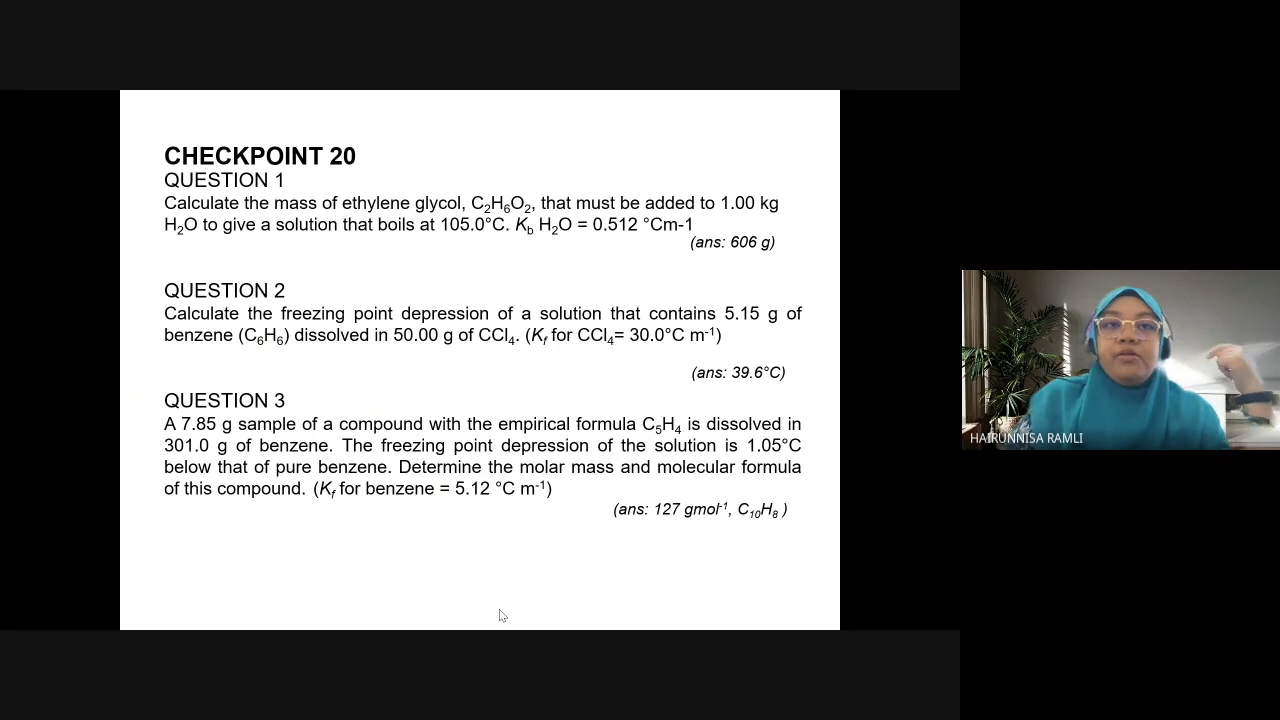 CHECKPOINT 20
QUESTION 1
Calculate the mass of ethylene glycol, C₂H₆O₂, that must be added to 1.00 kg
H₂O to give a solution that boils at 105.0°C. K_b H₂O = 0.512 °Cm-1
(ans: 606 g)
QUESTION 2
Calculate the freezing point depression of a solution that contains 5.15 g of
benzene (C₆H₆) dissolved in 50.00 g of CCl₄. (K_f for CCl₄= 30.0°C m⁻¹)
(ans: 39.6°C)
QUESTION 3
A 7.85 g sample of a compound with the empirical formula C₅H₄ is dissolved in
301.0 g of benzene. The freezing point depression of the solution is 1.05°C
below that of pure benzene. Determine the molar mass and molecular formula
of this compound. (K_f for benzene = 5.12 °C m⁻¹)
(ans: 127 gmol⁻¹, C₁₀H₈ )
HAIRUNNISA RAMLI